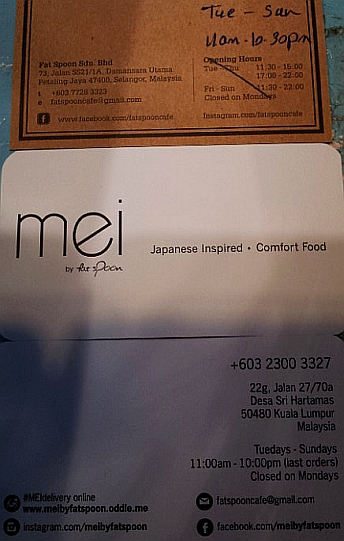 Tue - Sun
11am-10.30pm
Fat Spoon Sdn. Bhd
73, Jalan SS21/1A, Damansara Utama
Petaling Jaya 47400, Selangor, Malaysia
t +603 7728 3323
e fatspooncafe@gmail.com
www.facebook.com/fatspooncafe
Opening Hours
Tue - Thu 11:30 - 15:00
17:00 - 22:00
Fri - Sun 11:30 - 22:00
Closed on Mondays
Instagram.com/fatspooncafe
mei
by fat spoon
Japanese Inspired • Comfort Food
+603 2300 3327
22g, Jalan 27/70a
Desa Sri Hartamas
50480 Kuala Lumpur
Malaysia
Tuedays - Sundays
11:00am - 10:00pm (last orders)
Closed on Mondays
#MEIdelivery online
www.meibyfatspoon.oddle.me
instagram.com/meibyfatspoon
fatspooncafe@gmail.com
facebook.com/meibyfatspoon